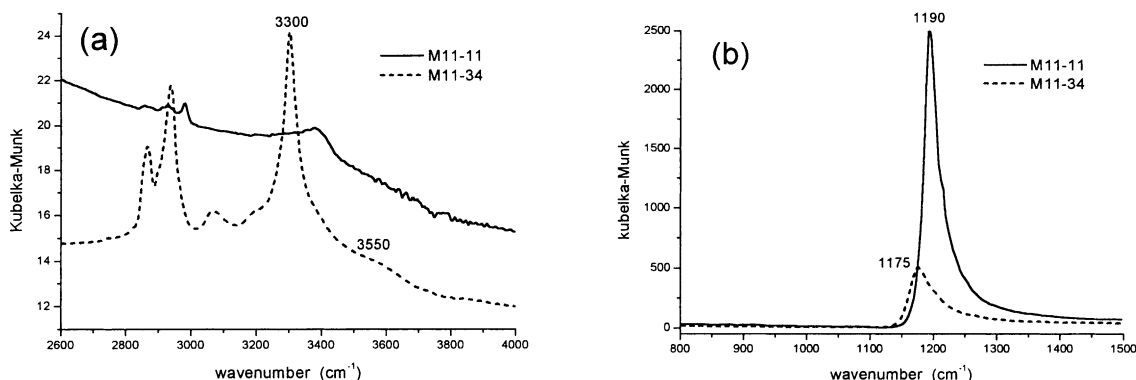 3300
(a)
M11-11
M11-34
3550
24
22
20
18
16
14
12
Kubelka-Munk
2600 2800 3000 3200 3400 3600 3800 4000
wavenumber (cm-1)
1190
(b)
M11-11
M11-34
1175
2500
2000
1500
1000
500
0
kubelka-Munk
800 900 1000 1100 1200 1300 1400 1500
wavenumber (cm-1)